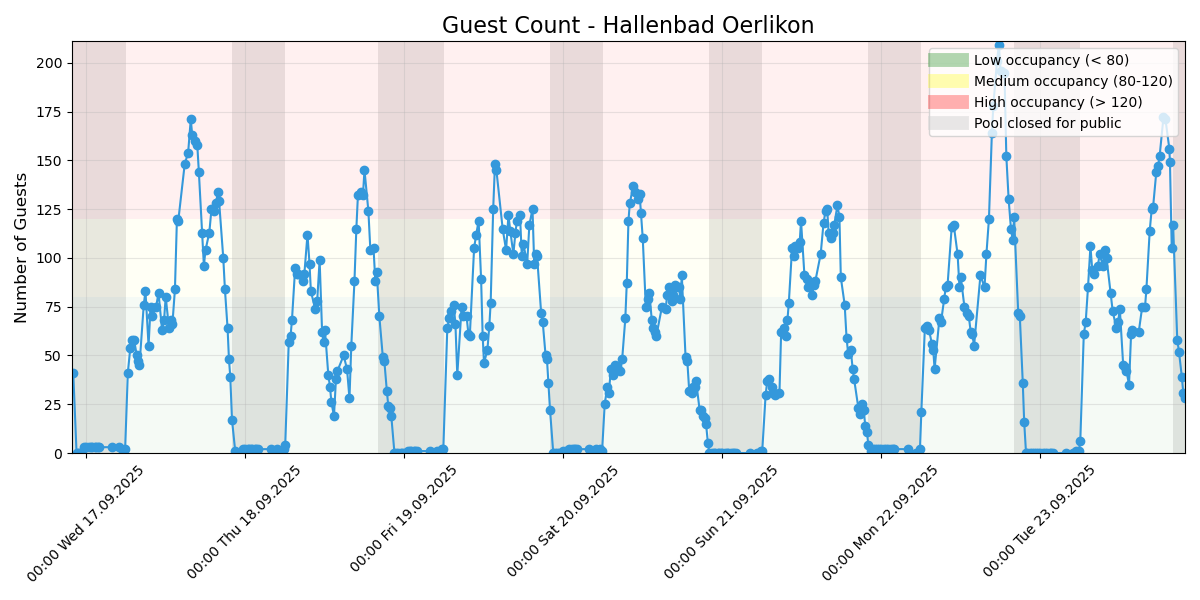 Guest Count - Hallenbad Oerlikon
Number of Guests
200
175
150
125
100
75
50
25
0
Low occupancy (< 80)
Medium occupancy (80-120)
High occupancy (> 120)
Pool closed for public
00:00 Wed 17.09.2025
00:00 Thu 18.09.2025
00:00 Fri 19.09.2025
00:00 Sat 20.09.2025
00:00 Sun 21.09.2025
00:00 Mon 22.09.2025
00:00 Tue 23.09.2025